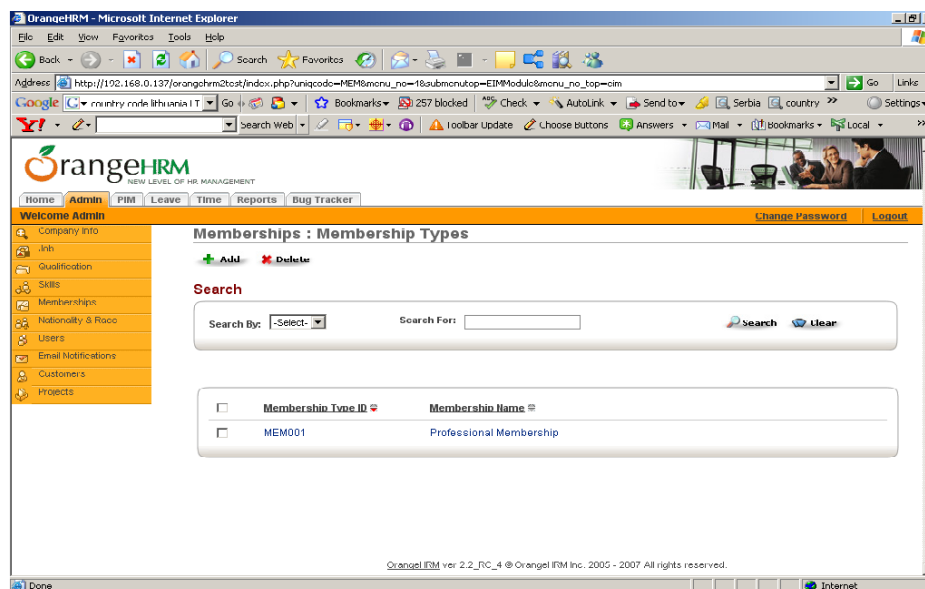 OrangeHRM - Microsoft Internet Explorer
File Edit View Favorites Tools Help
Back Search Favorites
Address http://192.168.0.137/orangehrm2test/index.php?uniqcode=MEM&menu_no=1&submenutop=EIMModule&menu_no_top=eim Go Links
Google country code lithuania LT Go Bookmarks 257 blocked Check AutoLink Send to Serbia country Settings
Y! Search Web Toolbar Update Choose Buttons Answers Mail Bookmarks Local
OrangeHRM
NEW LEVEL OF HR MANAGEMENT
Home Admin PIM Leave Time Reports Bug Tracker
Welcome Admin Change Password Logout
Company Info
Job
Qualification
Skills
Memberships
Nationality & Race
Users
Email Notifications
Customers
Projects
Memberships : Membership Types
Add Delete
Search
Search By: -Select- Search For: Search Clear
Membership Type ID Membership Name
MEM001 Professional Membership
OrangeHRM ver 2.2_RC_4 © OrangeHRM Inc. 2005 - 2007 All rights reserved.
Done Internet